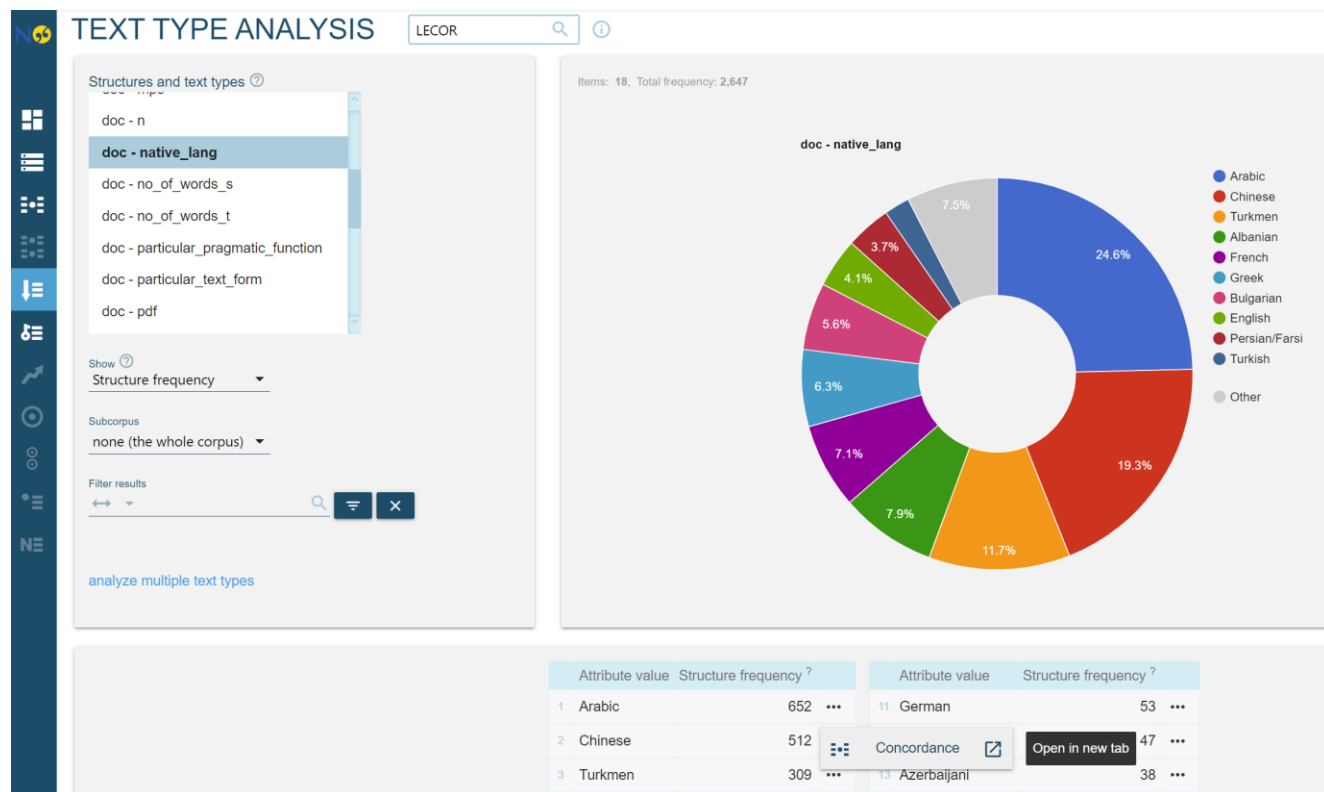 TEXT TYPE ANALYSIS
LECOR
Structures and text types
doc - n
doc - native_lang
doc - no_of_words_s
doc - no_of_words_t
doc - particular_pragmatic_function
doc - particular_text_form
doc - pdf
Show
Structure frequency
Subcorpus
none (the whole corpus)
Filter results
analyze multiple text types
Items: 18, Total frequency: 2,647
doc - native_lang
7.5%
24.6%
3.7%
4.1%
5.6%
6.3%
7.1%
19.3%
7.9%
11.7%
Arabic
Chinese
Turkmen
Albanian
French
Greek
Bulgarian
English
Persian/Farsi
Turkish
Other
Attribute value Structure frequency ? Attribute value Structure frequency ?
1 Arabic 652 ••• 11 German 53 •••
2 Chinese 512 Concordance Open in new tab 47 •••
3 Turkmen 309 ••• 13 Azerbaijani 38 •••